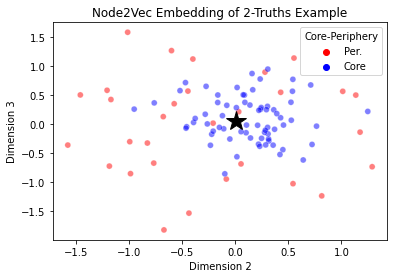 Node2Vec Embedding of 2-Truths Example
Core-Periphery
Per.
Core
Dimension 3
1.5
1.0
0.5
0.0
−0.5
−1.0
−1.5
−1.5 −1.0 −0.5 0.0 0.5 1.0
Dimension 2